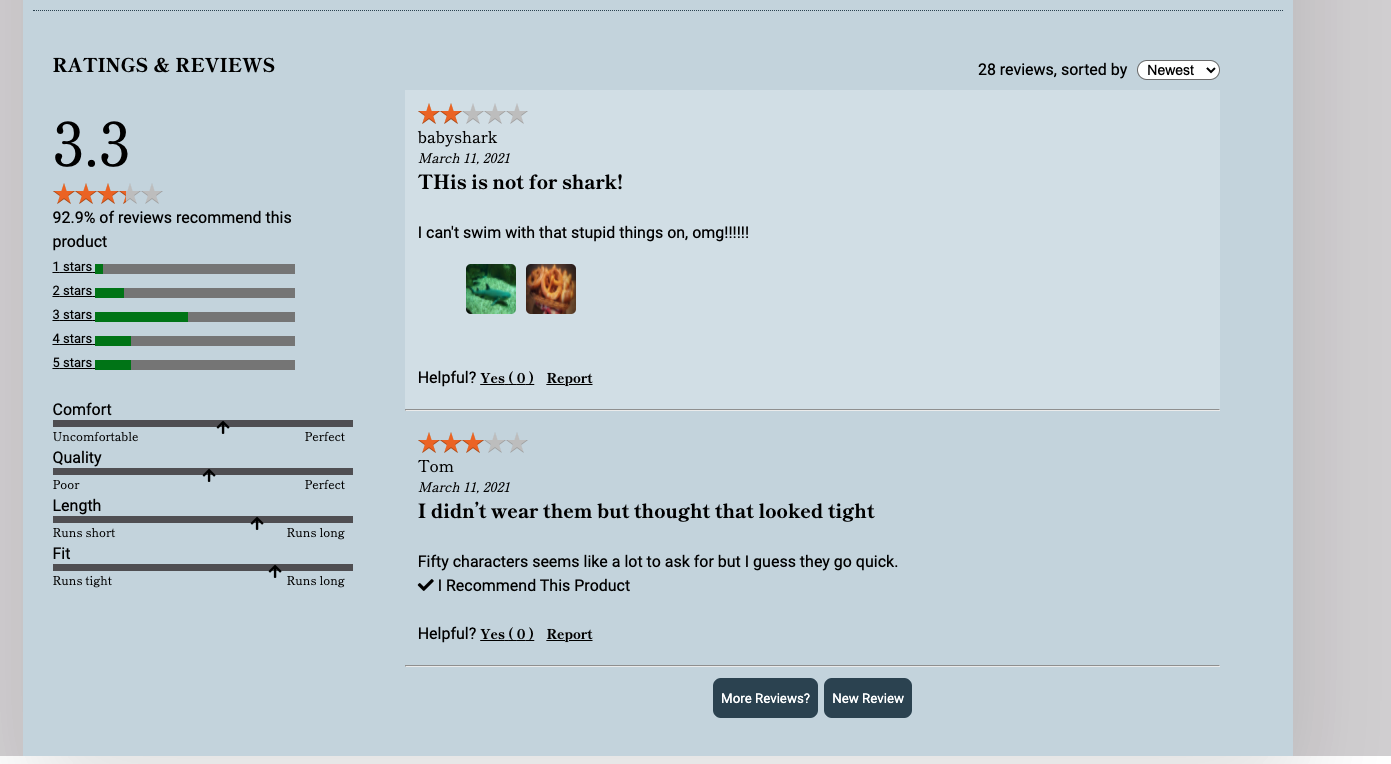 RATINGS & REVIEWS
3.3
92.9% of reviews recommend this
product
1 stars
2 stars
3 stars
4 stars
5 stars
Comfort
Uncomfortable Perfect
Quality
Poor Perfect
Length
Runs short Runs long
Fit
Runs tight Runs long
28 reviews, sorted by Newest
babyshark
March 11, 2021
THis is not for shark!
I can't swim with that stupid things on, omg!!!!!!
Helpful? Yes ( 0 ) Report
Tom
March 11, 2021
I didn’t wear them but thought that looked tight
Fifty characters seems like a lot to ask for but I guess they go quick.
I Recommend This Product
Helpful? Yes ( 0 ) Report
More Reviews? New Review